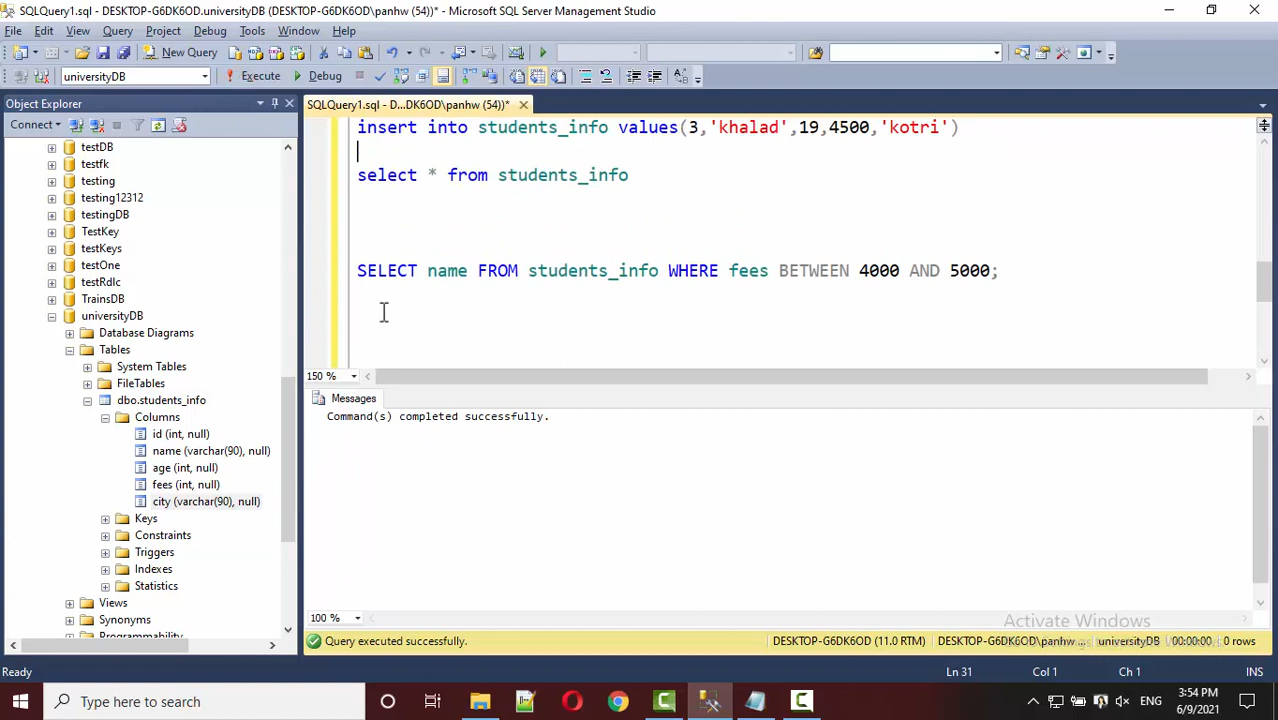 SQLQuery1.sql - DESKTOP-G6DK6OD.universityDB (DESKTOP-G6DK6OD\panhw (54))* - Microsoft SQL Server Management Studio
File Edit View Query Project Debug Tools Window Help
New Query
universityDB Execute Debug
Object Explorer
SQLQuery1.sql - D...DK6OD\panhw (54))*
Connect
testDB
testfk
testing
testing12312
testingDB
TestKey
testKeys
testOne
testRdlc
TrainsDB
universityDB
Database Diagrams
Tables
System Tables
FileTables
dbo.students_info
Columns
id (int, null)
name (varchar(90), null)
age (int, null)
fees (int, null)
city (varchar(90), null)
Keys
Constraints
Triggers
Indexes
Statistics
Views
Synonyms
Programmability
insert into students_info values(3,'khalad',19,4500,'kotri')
select * from students_info
SELECT name FROM students_info WHERE fees BETWEEN 4000 AND 5000;
150 %
Messages
Command(s) completed successfully.
100 %
Activate Windows
Query executed successfully. DESKTOP-G6DK6OD (11.0 RTM) DESKTOP-G6DK6OD\panhw ... universityDB 00:00:00 0 rows
Ready Ln 31 Col 1 Ch 1 INS
Type here to search
ENG
3:54 PM
6/9/2021